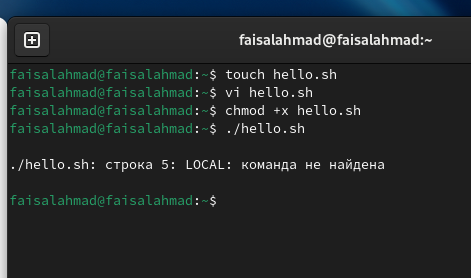 faisalahmad@faisalahmad:~
faisalahmad@faisalahmad:~$ touch hello.sh
faisalahmad@faisalahmad:~$ vi hello.sh
faisalahmad@faisalahmad:~$ chmod +x hello.sh
faisalahmad@faisalahmad:~$ ./hello.sh
./hello.sh: строка 5: LOCAL: команда не найдена
faisalahmad@faisalahmad:~$